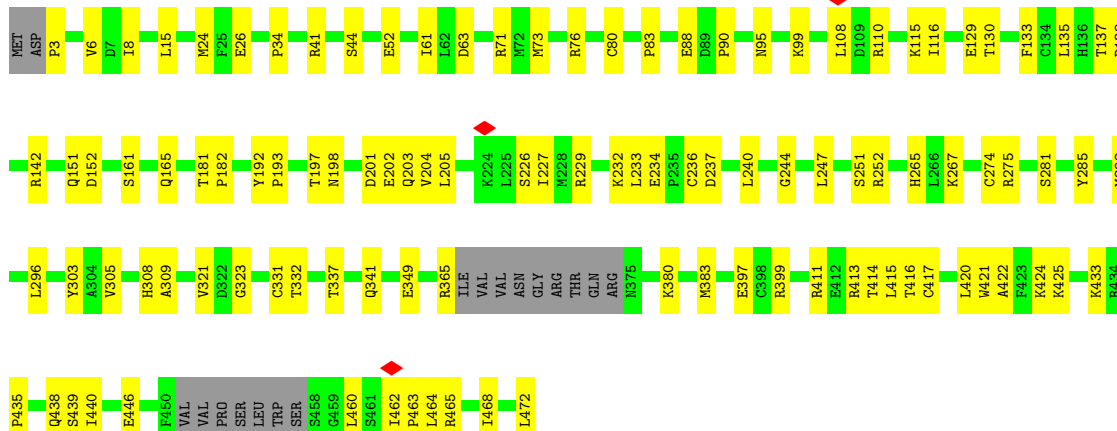 MET ASP P3 V6 D7 I8 L15 M24 F25 E26 P34 R41 S44 E52 I61 L62 D63 R71 M72 M73 R76 C80 P83 E88 D89 P90 N95 K99 L108 D109 R110 K115 I116 E129 T130 F133 C134 L135 H136 T137
R142 Q151 D152 S161 Q165 T181 P182 Y192 P193 T197 N198 D201 E202 Q203 V204 L205 K224 L225 S226 I227 M228 R229 K232 L233 E234 P235 C236 D237 L240 G244 L247 S251 R252 H265 L266 K267 C274 R275 S281 Y285
L296 Y303 A304 V305 H308 A309 V321 D322 G323 C331 T332 T337 Q341 E349 R365 ILE VAL VAL ASN GLY ARG THR GLN ARG N375 K380 M383 E397 C398 R399 R411 E412 R413 T414 L415 T416 C417 L420 W421 A422 F423 K424 K425 K433 R434
P435 Q438 S439 I440 E446 F450 VAL VAL PRO SER LEU TRP SER S458 G459 L460 S461 I462 P463 L464 R465 I468 L472